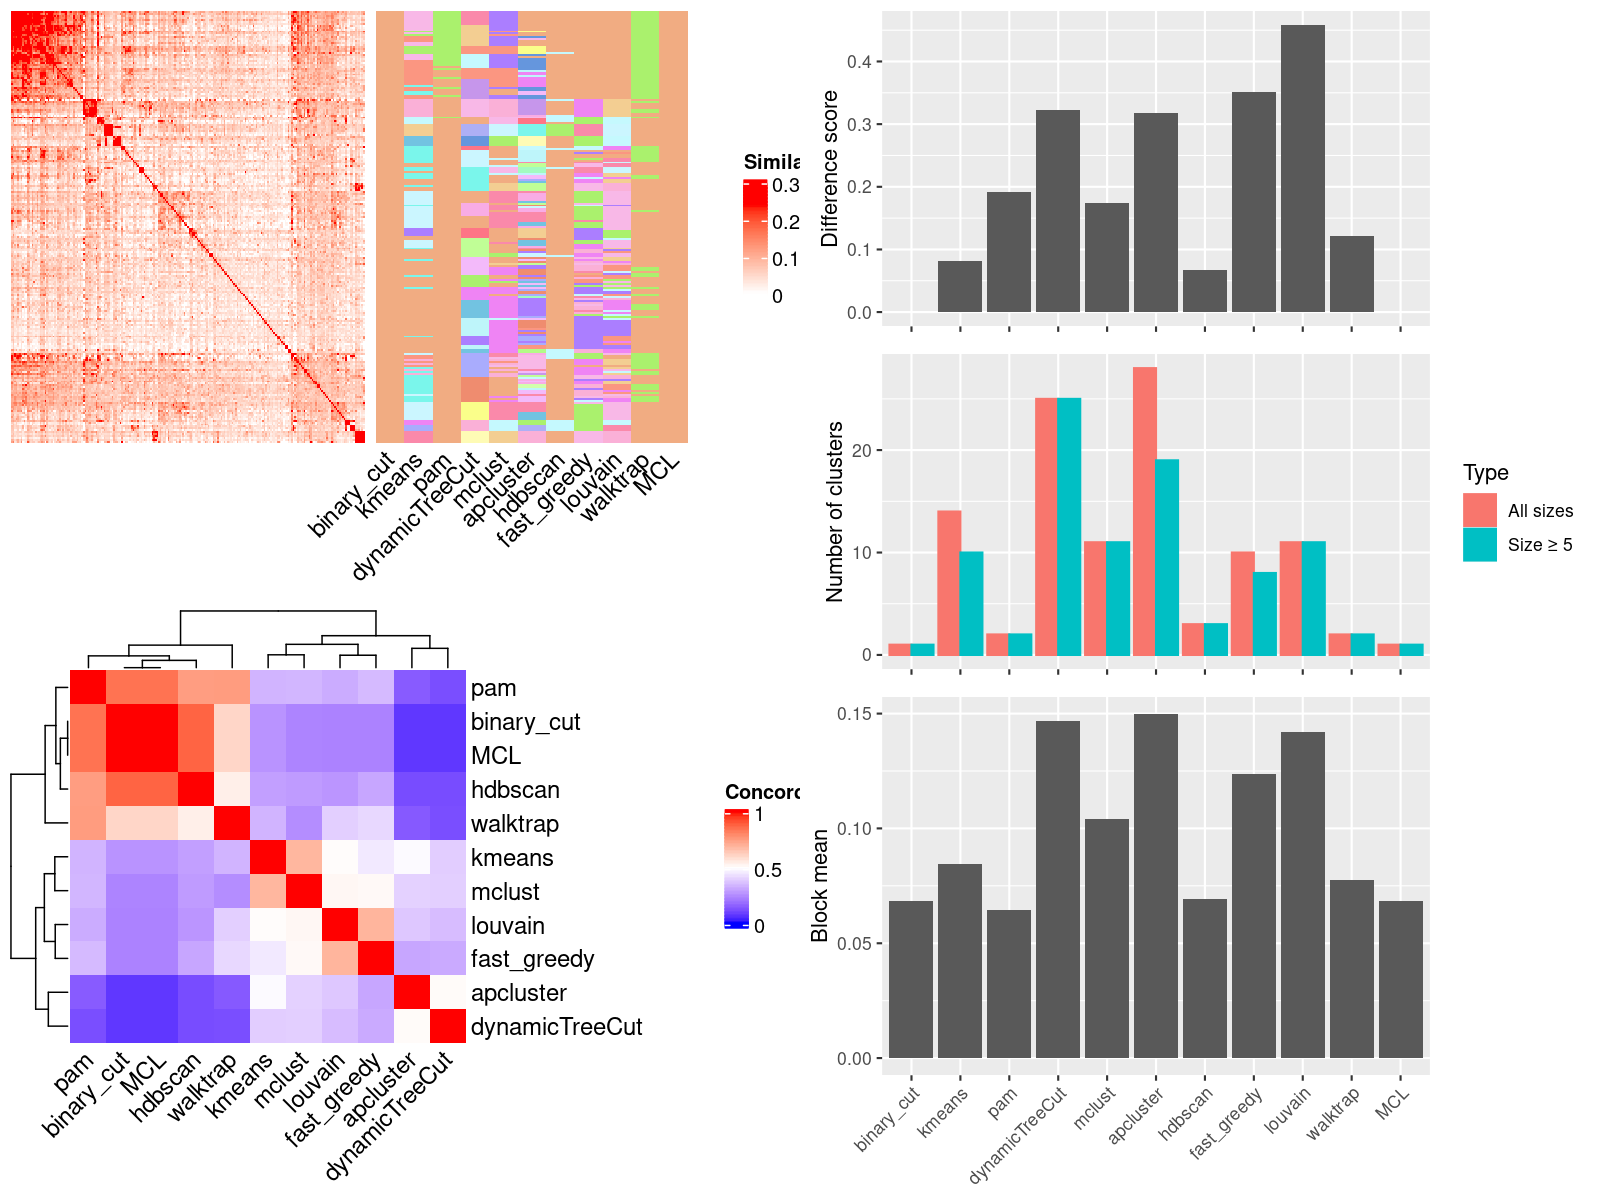 Simila
0.3
0.2
0.1
0
binary_cut
kmeans
pam
dynamicTreeCut
mclust
apcluster
hdbscan
fast_greedy
louvain
walktrap
MCL
pam
binary_cut
MCL
hdbscan
walktrap
kmeans
mclust
louvain
fast_greedy
apcluster
dynamicTreeCut
pam
binary_cut
MCL
hdbscan
walktrap
kmeans
mclust
louvain
fast_greedy
apcluster
dynamicTreeCut
Concord
1
0.5
0
Difference score
0.4
0.3
0.2
0.1
0.0
Number of clusters
20
10
0
Type
All sizes
Size ≥ 5
Block mean
0.15
0.10
0.05
0.00
binary_cut
kmeans
pam
dynamicTreeCut
mclust
apcluster
hdbscan
fast_greedy
louvain
walktrap
MCL